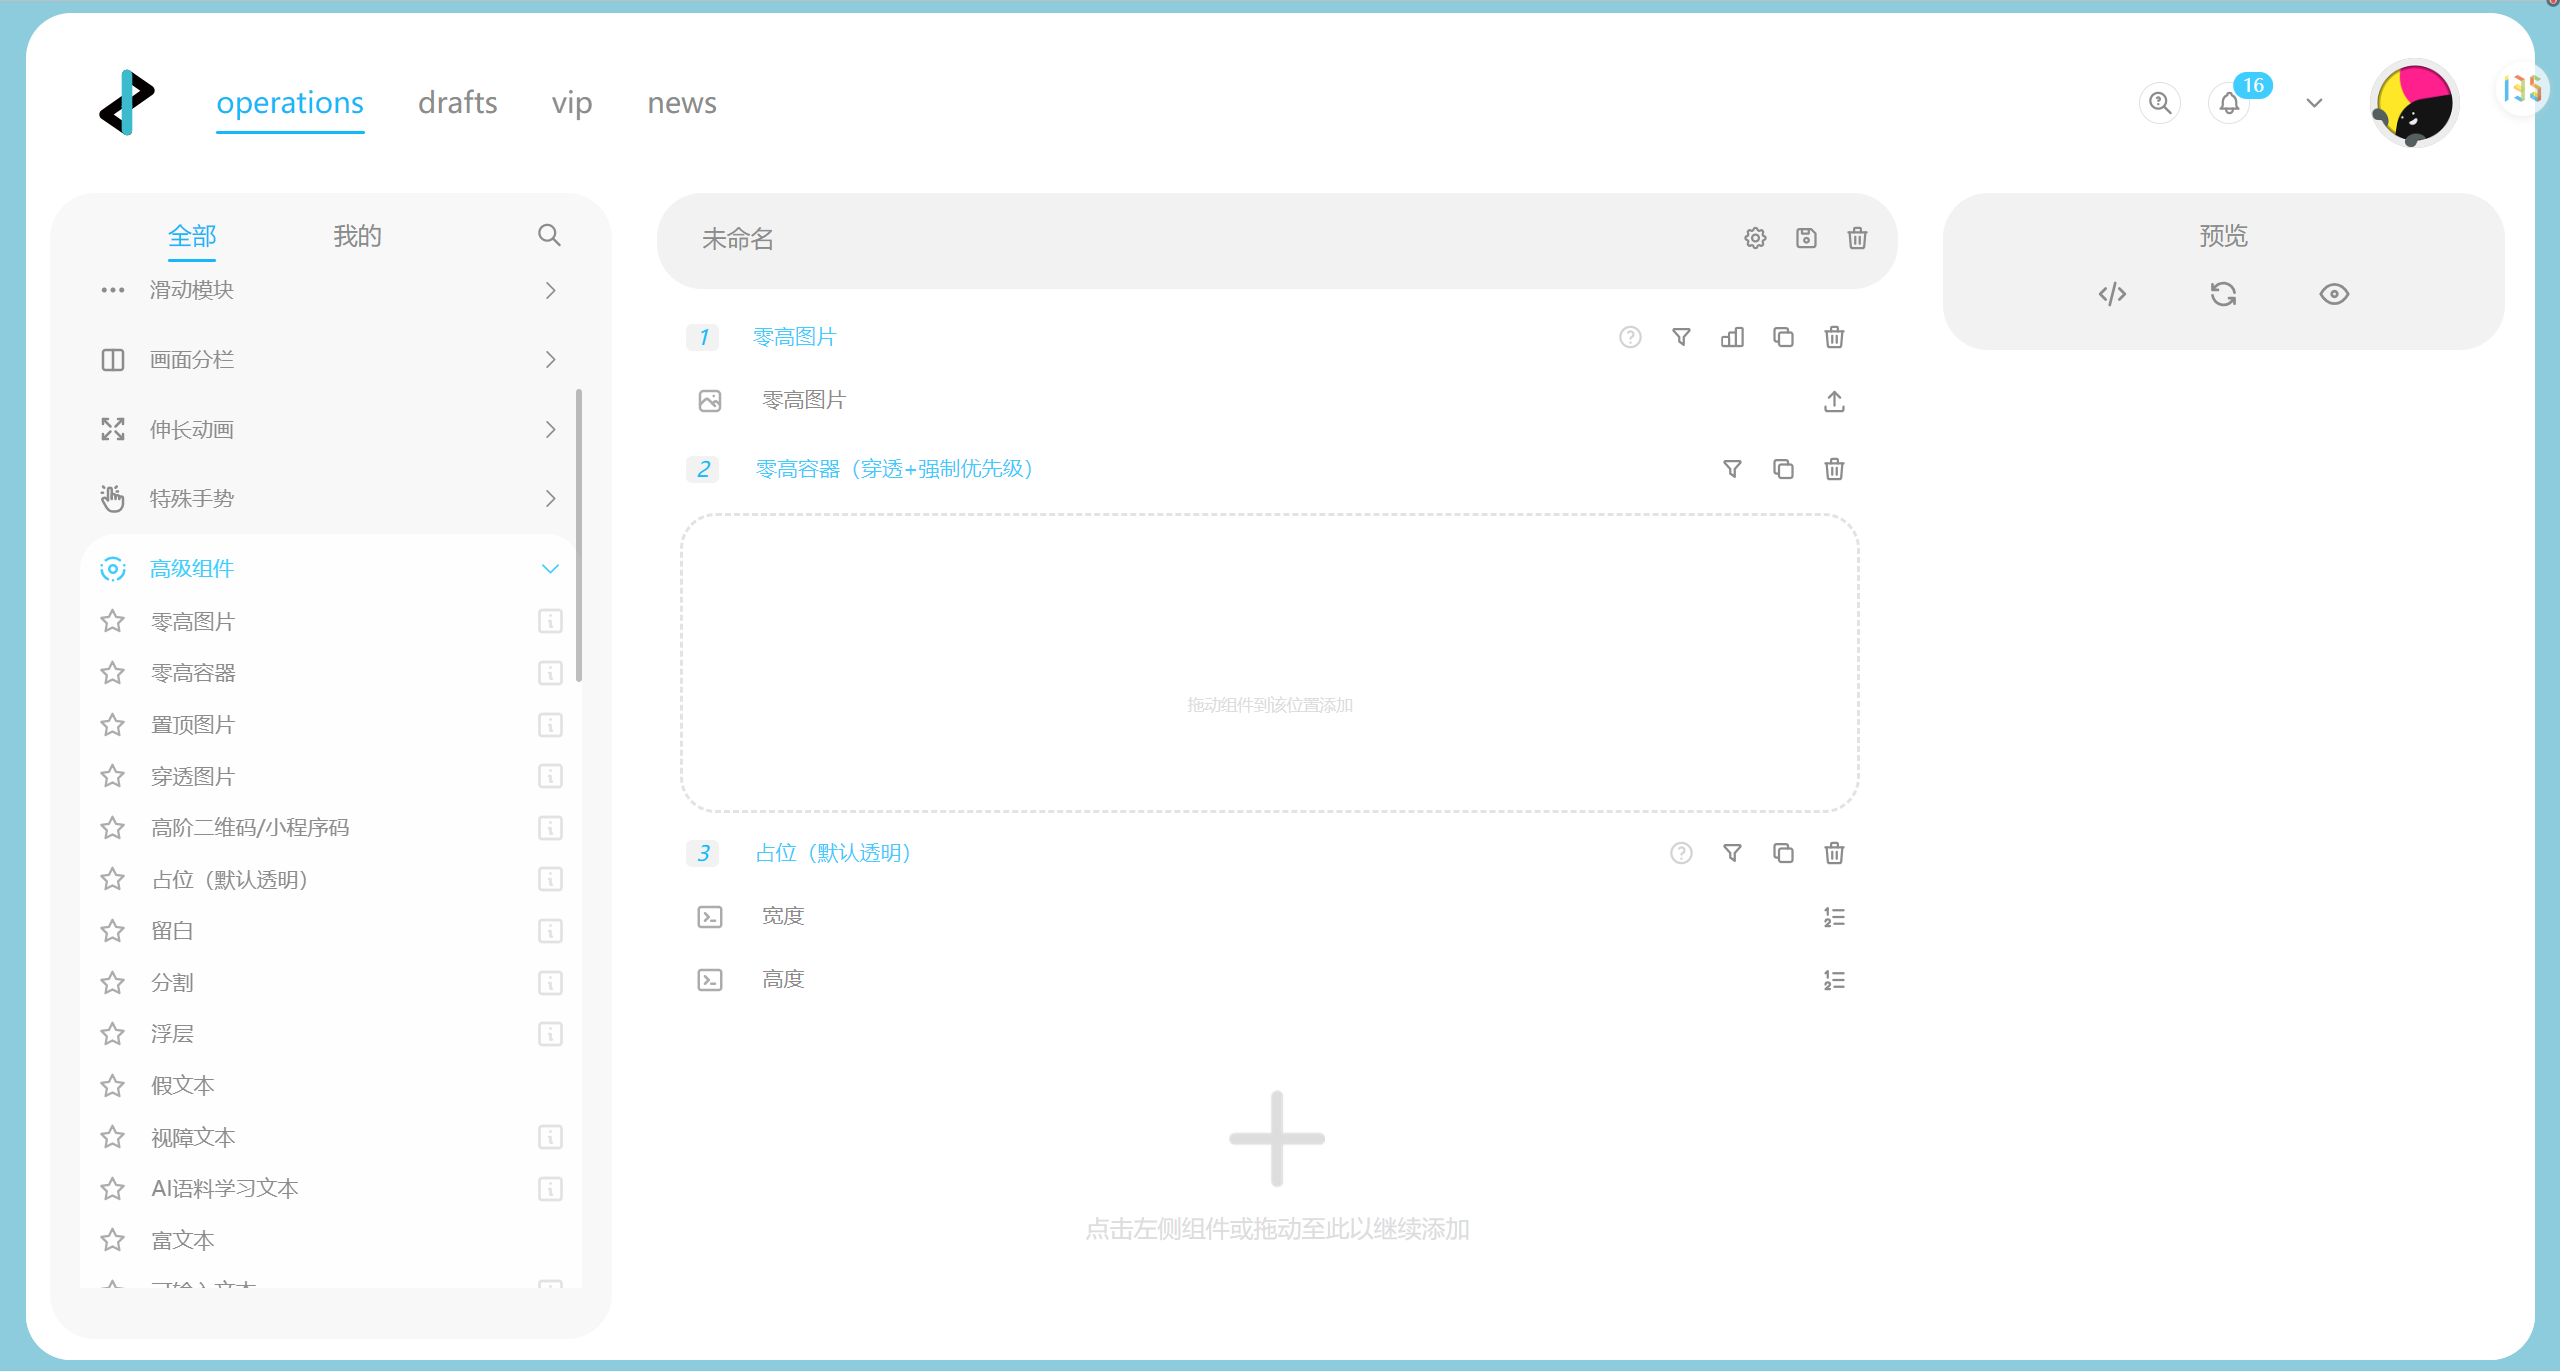 operations
drafts
vip
news
16
135
全部
我的
滑动模块
画面分栏
伸长动画
特殊手势
高级组件
零高图片
零高容器
置顶图片
穿透图片
高阶二维码/小程序码
占位（默认透明）
留白
分割
浮层
假文本
视障文本
AI语料学习文本
富文本
未命名
1 零高图片
零高图片
2 零高容器（穿透+强制优先级）
拖动组件到该位置添加
3 占位（默认透明）
宽度
高度
点击左侧组件或拖动至此以继续添加
预览